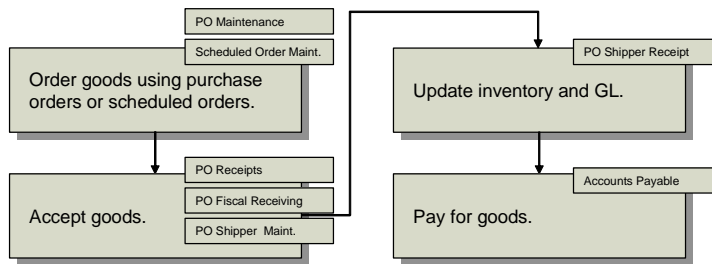 PO Maintenance
Scheduled Order Maint.
Order goods using purchase
orders or scheduled orders.
PO Receipts
PO Fiscal Receiving
PO Shipper Maint.
Accept goods.
PO Shipper Receipt
Update inventory and GL.
Accounts Payable
Pay for goods.